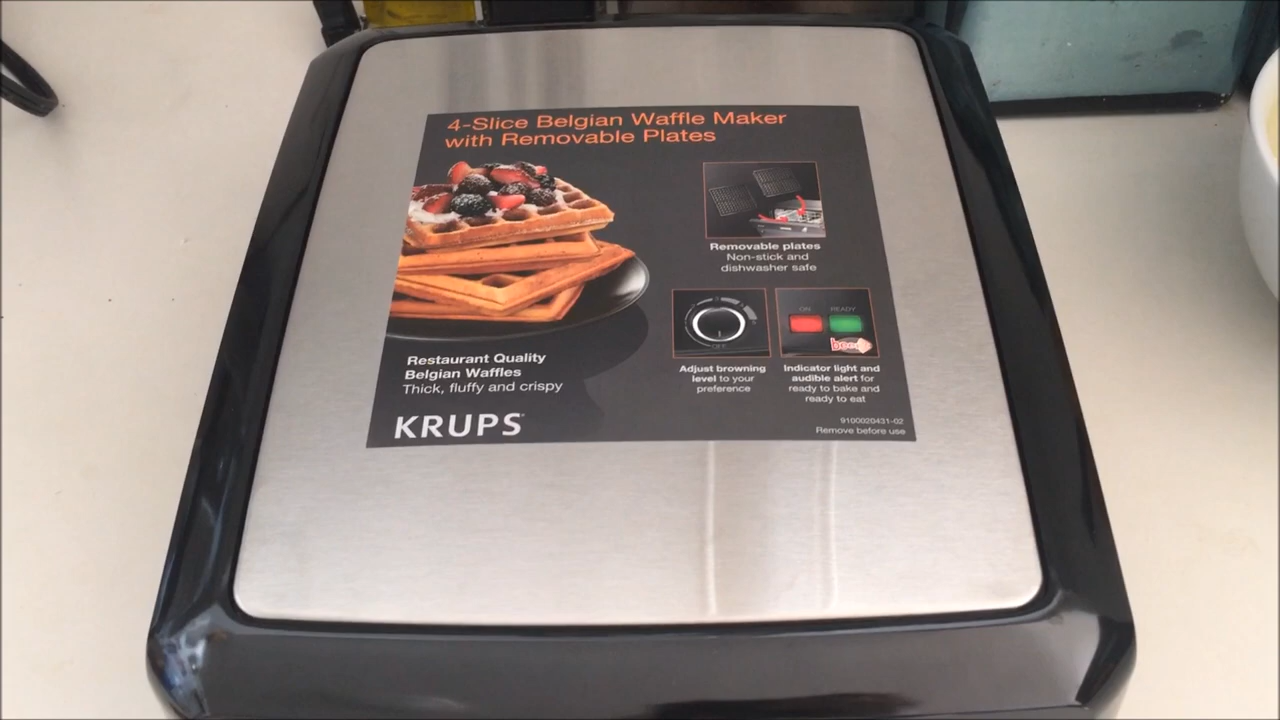 4-Slice Belgian Waffle Maker
with Removable Plates
Removable plates
Non-stick and
dishwasher safe
ON READY
OFF
beep
Adjust browning
level to your
preference
Indicator light and
audible alert for
ready to bake and
ready to eat
Restaurant Quality
Belgian Waffles
Thick, fluffy and crispy
KRUPS
9100020431-02
Remove before use